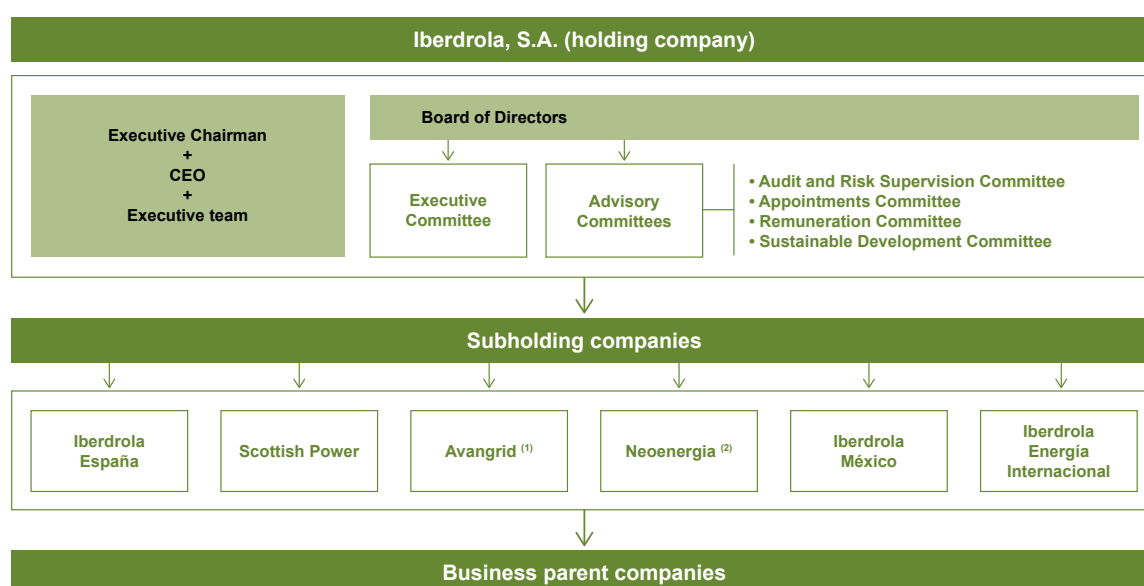 Iberdrola, S.A. (holding company)
Executive Chairman
+
CEO
+
Executive team
Board of Directors
Executive
Committee
Advisory
Committees
• Audit and Risk Supervision Committee
• Appointments Committee
• Remuneration Committee
• Sustainable Development Committee
Subholding companies
Iberdrola
España
Scottish Power
Avangrid (1)
Neoenergia (2)
Iberdrola
México
Iberdrola
Energía
Internacional
Business parent companies